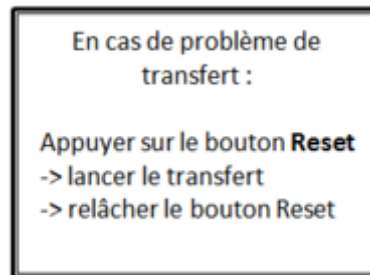 En cas de problème de
transfert :
Appuyer sur le bouton Reset
-> lancer le transfert
-> relâcher le bouton Reset